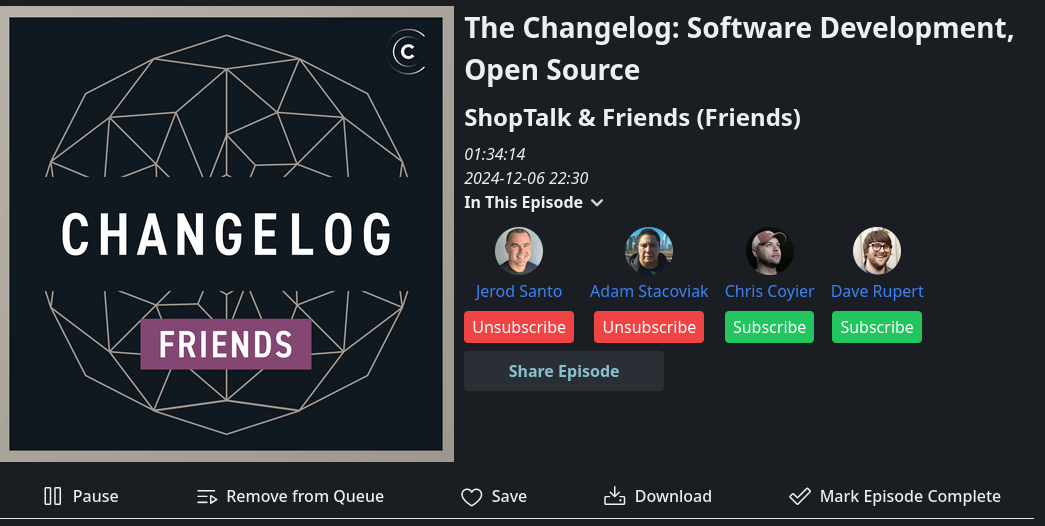 C
CHANGELOG
FRIENDS
The Changelog: Software Development,
Open Source
ShopTalk & Friends (Friends)
01:34:14
2024-12-06 22:30
In This Episode
Jerod Santo Adam Stacoviak Chris Coyier Dave Rupert
Unsubscribe Unsubscribe Subscribe Subscribe
Share Episode
Pause Remove from Queue Save Download Mark Episode Complete